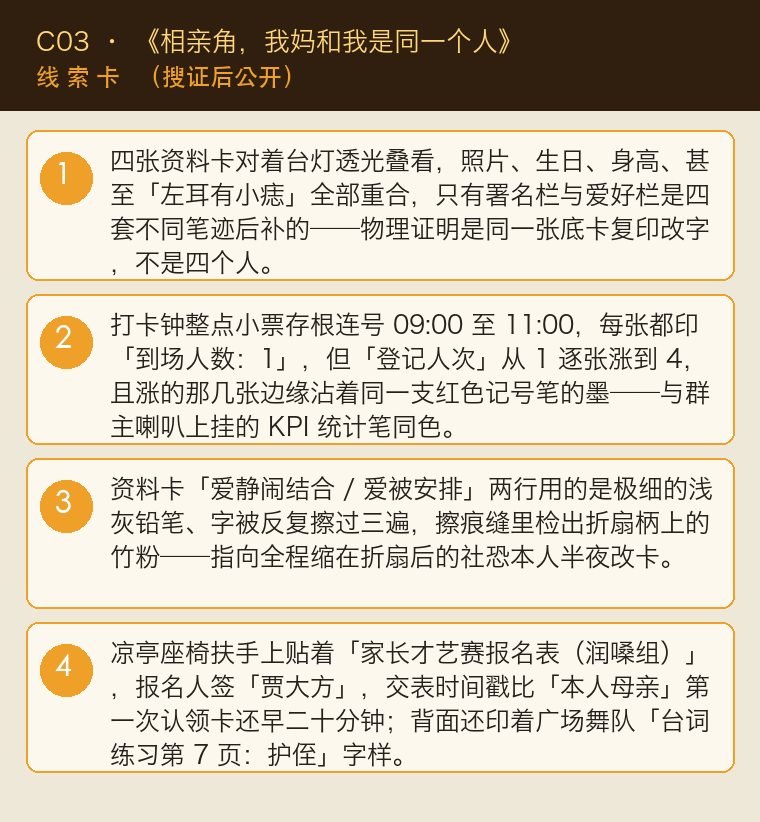 C03 · 《相亲角，我妈和我是同一个人》
线 索 卡 （搜证后公开）
1
四张资料卡对着台灯透光叠看，照片、生日、身高、甚
至「左耳有小痣」全部重合，只有署名栏与爱好栏是四
套不同笔迹后补的——物理证明是同一张底卡复印改字
，不是四个人。
2
打卡钟整点小票存根连号 09:00 至 11:00，每张都印
「到场人数：1」，但「登记人次」从 1 逐张涨到 4，
且涨的那几张边缘沾着同一支红色记号笔的墨——与群
主喇叭上挂的 KPI 统计笔同色。
3
资料卡「爱静闹结合 / 爱被安排」两行用的是极细的浅
灰铅笔、字被反复擦过三遍，擦痕缝里检出折扇柄上的
竹粉——指向全程缩在折扇后的社恐本人半夜改卡。
4
凉亭座椅扶手上贴着「家长才艺赛报名表（润嗓组）」
，报名人签「贾大方」，交表时间戳比「本人母亲」第
一次认领卡还早二十分钟；背面还印着广场舞队「台词
练习第 7 页：护侄」字样。